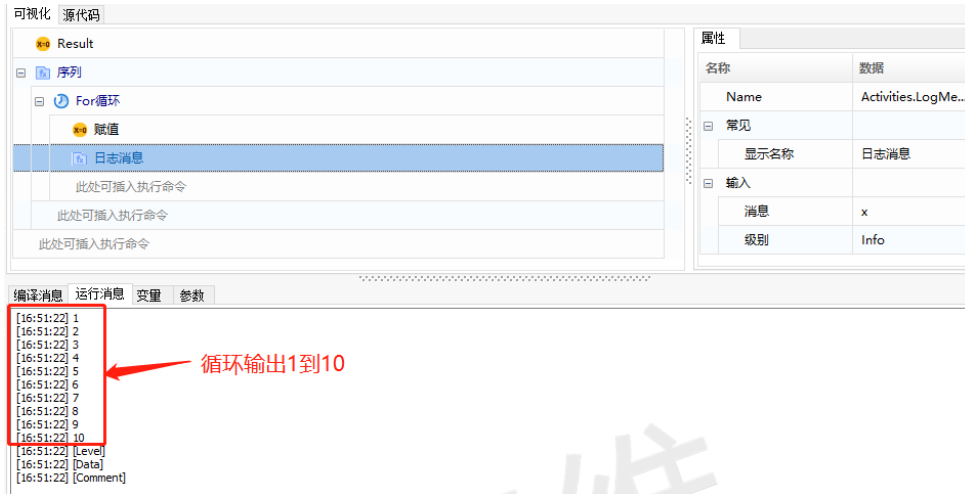 可视化 源代码
Result
序列
For循环
赋值
日志消息
此处可插入执行命令
此处可插入执行命令
此处可插入执行命令
属性
名称 数据
Name Activities.LogMe...
常见
显示名称 日志消息
输入
消息 x
级别 Info
编译消息 运行消息 变量 参数
[16:51:22] 1
[16:51:22] 2
[16:51:22] 3
[16:51:22] 4
[16:51:22] 5
[16:51:22] 6
[16:51:22] 7
[16:51:22] 8
[16:51:22] 9
[16:51:22] 10
[16:51:22] [Level]
[16:51:22] [Data]
[16:51:22] [Comment]
循环输出1到10